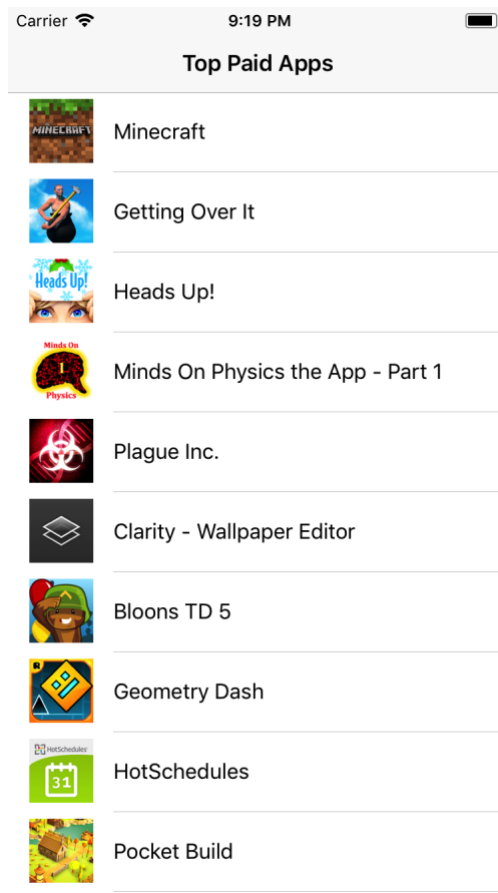 Carrier
9:19 PM
Top Paid Apps
MINECRAFT
Minecraft
Getting Over It
Heads Up!
Heads Up!
Minds On
I
Physics
Minds On Physics the App - Part 1
Plague Inc.
Clarity - Wallpaper Editor
Bloons TD 5
R
Geometry Dash
HotSchedules
31
HotSchedules
Pocket Build